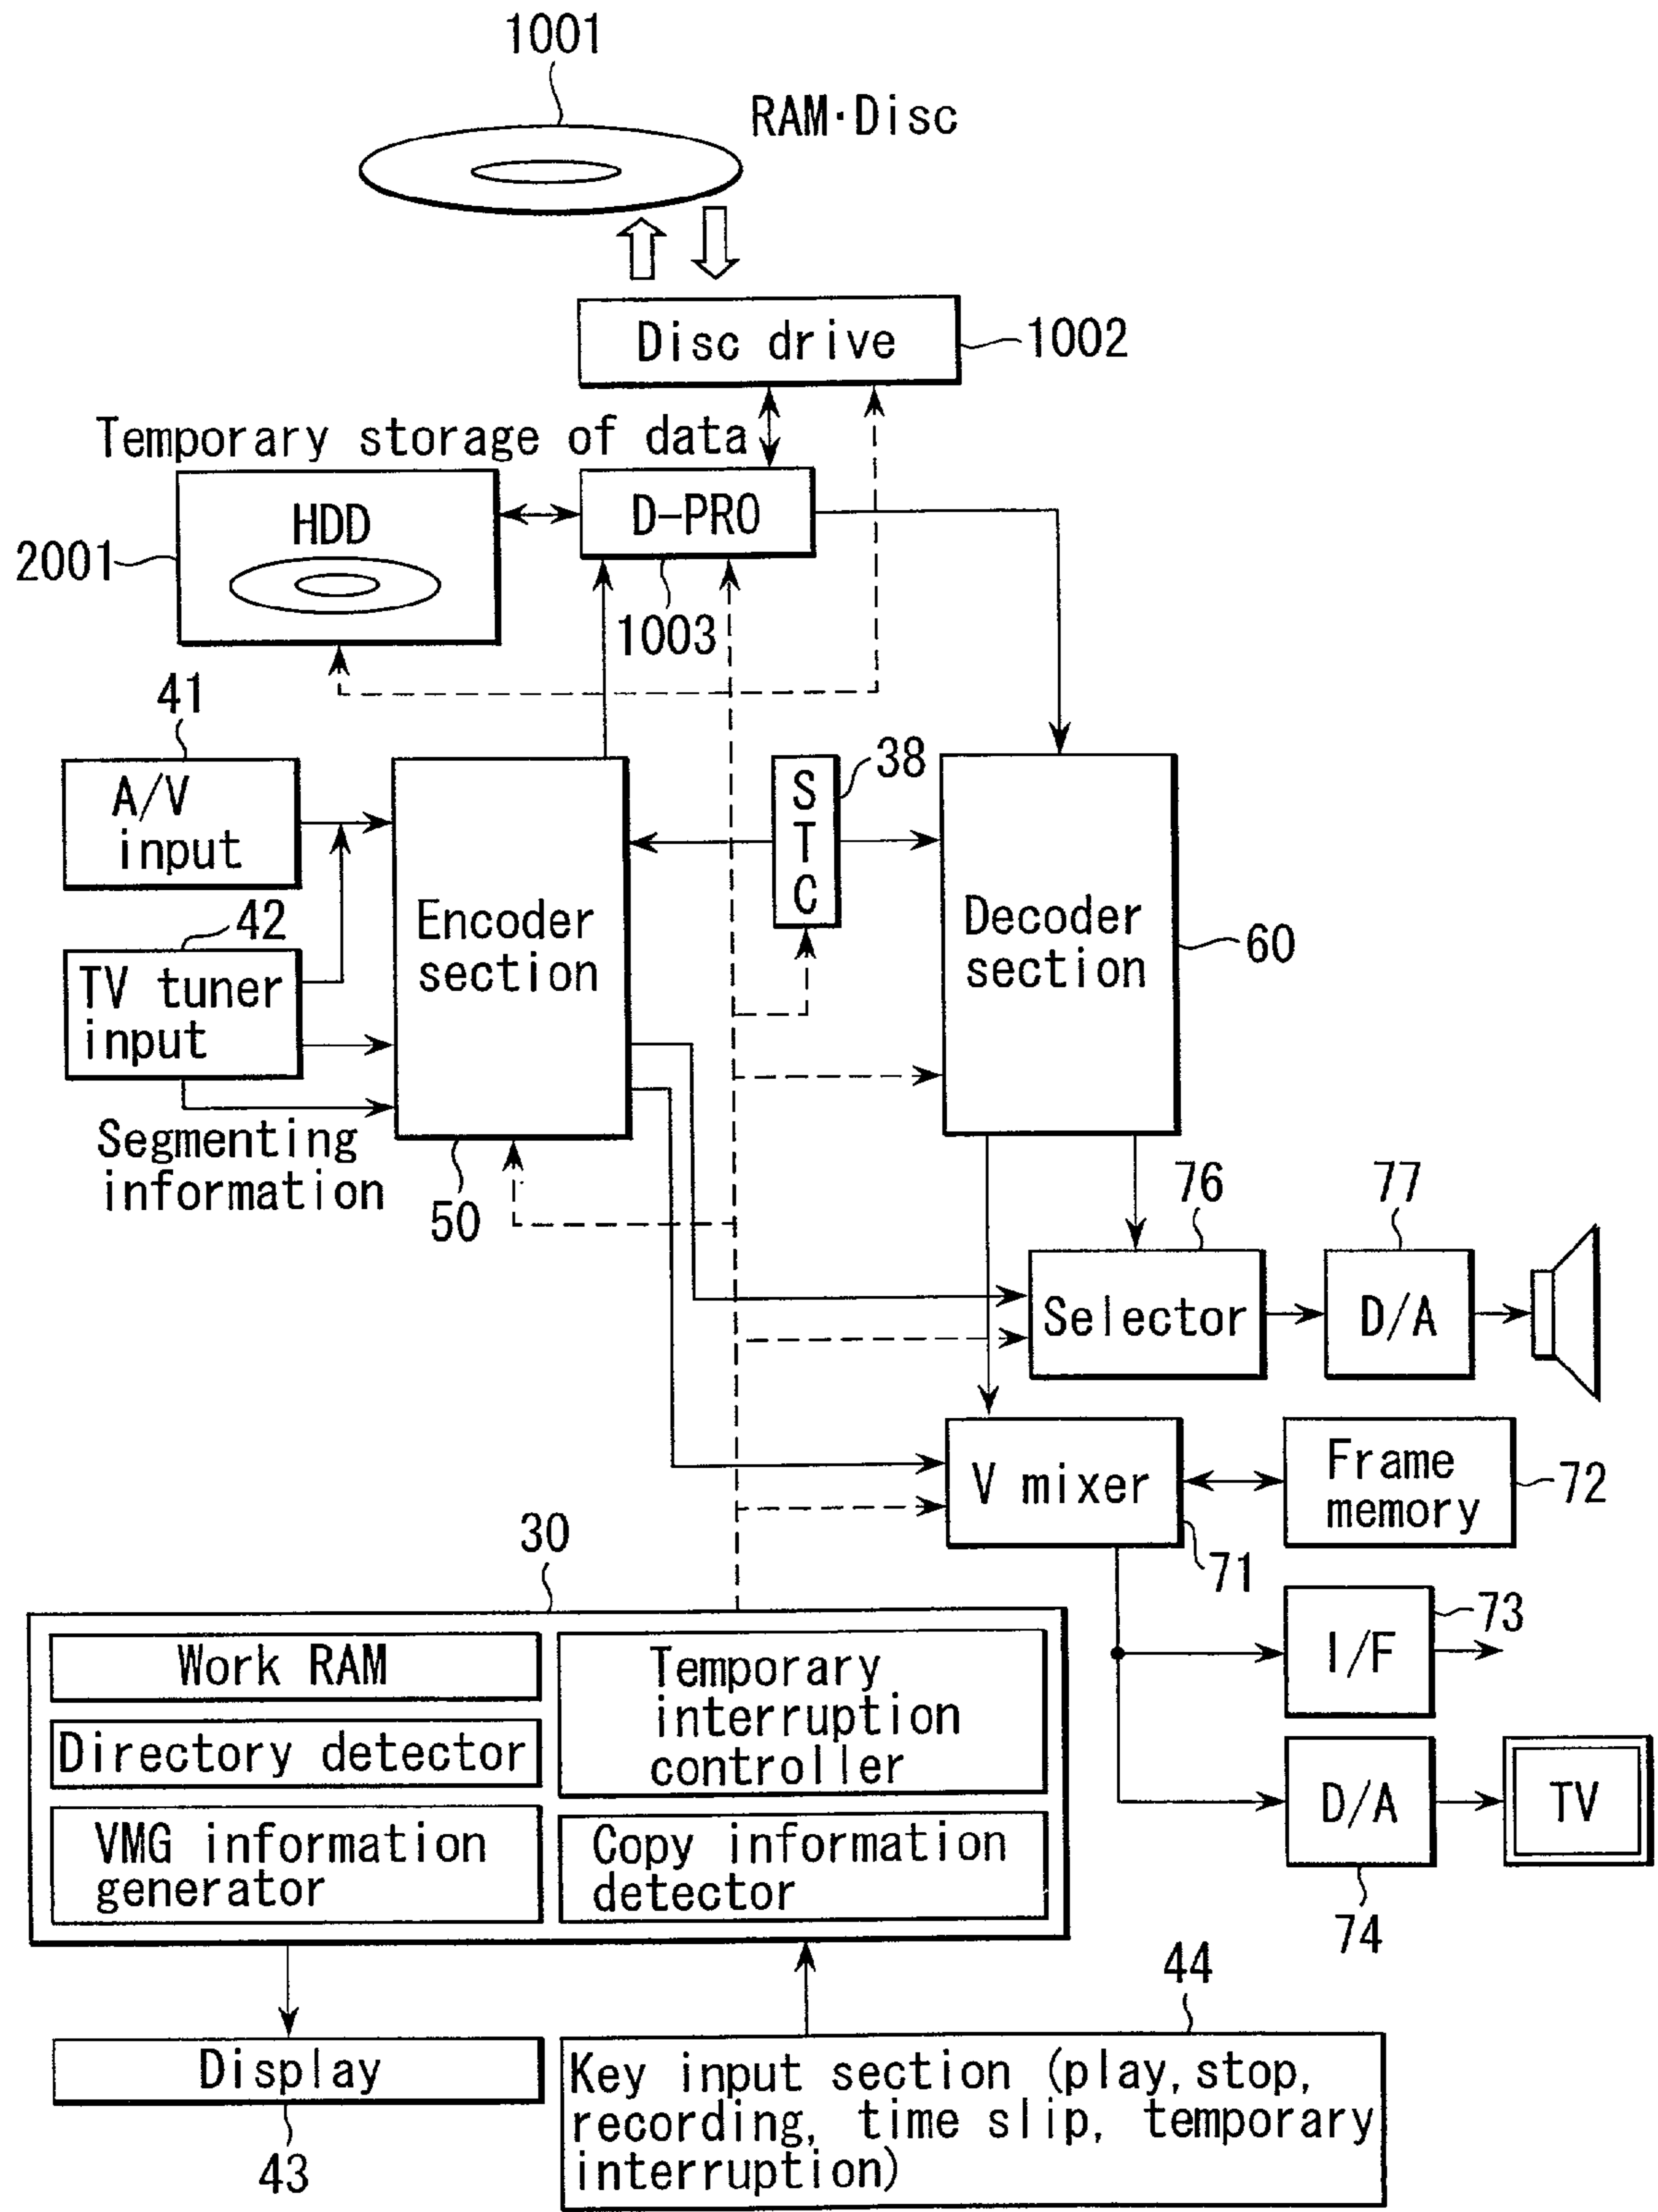 1001
RAM·Disc
Disc drive
1002
Temporary storage of data
HDD
D-PRO
2001
1003
41
A/V
input
38
S
T
C
42
TV tuner
input
Encoder
section
Decoder
section
60
Segmenting
information
50
76
77
Selector
D/A
V mixer
Frame
memory
72
71
30
73
I/F
Work RAM
Temporary
interruption
controller
Directory detector
D/A
TV
VMG information
generator
Copy information
detector
74
44
Display
43
Key input section (play, stop,
recording, time slip, temporary
interruption)